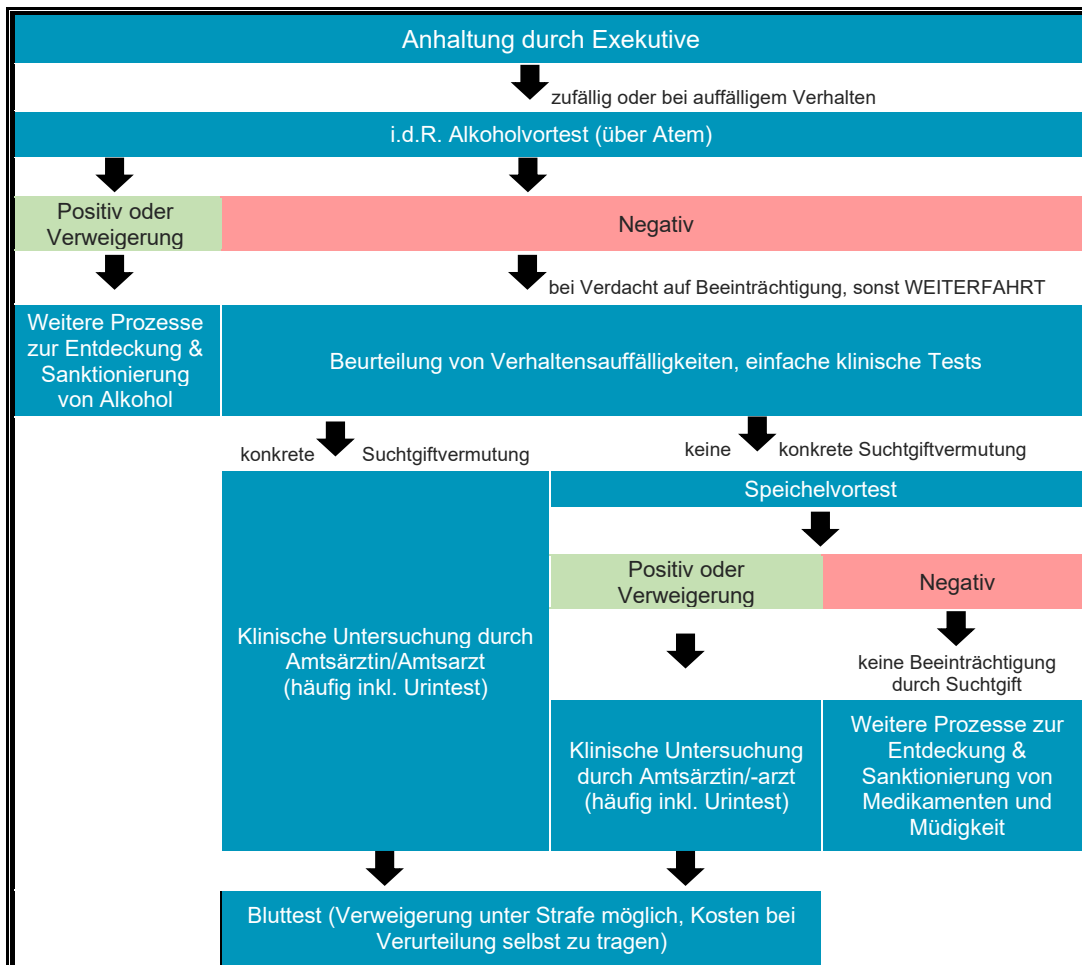 Anhaltung durch Exekutive
zufällig oder bei auffälligem Verhalten
i.d.R. Alkoholvortest (über Atem)
Positiv oder
Verweigerung
Negativ
bei Verdacht auf Beeinträchtigung, sonst WEITERFAHRT
Weitere Prozesse
zur Entdeckung &
Sanktionierung
von Alkohol
Beurteilung von Verhaltensauffälligkeiten, einfache klinische Tests
konkrete Suchtgiftvermutung
keine konkrete Suchtgiftvermutung
Klinische Untersuchung durch
Amtsärztin/Amtsarzt
(häufig inkl. Urintest)
Speichelvortest
Positiv oder
Verweigerung
Negativ
keine Beeinträchtigung
durch Suchtgift
Klinische Untersuchung
durch Amtsärztin/-arzt
(häufig inkl. Urintest)
Weitere Prozesse zur
Entdeckung &
Sanktionierung von
Medikamenten und
Müdigkeit
Bluttest (Verweigerung unter Strafe möglich, Kosten bei
Verurteilung selbst zu tragen)